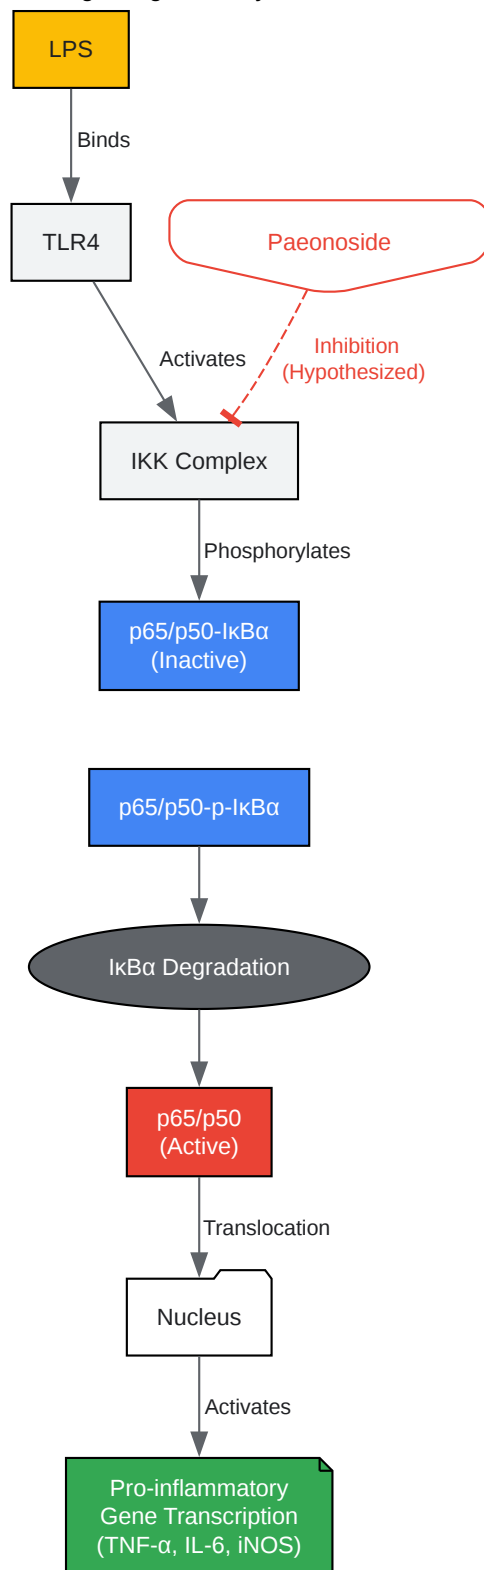 LPS
Binds
TLR4
Paeonoside
Activates
Inhibition
(Hypothesized)
IKK Complex
Phosphorylates
p65/p50-IκBα
(Inactive)
p65/p50-p-IκBα
IκBα Degradation
p65/p50
(Active)
Translocation
Nucleus
Activates
Pro-inflammatory
Gene Transcription
(TNF-α, IL-6, iNOS)